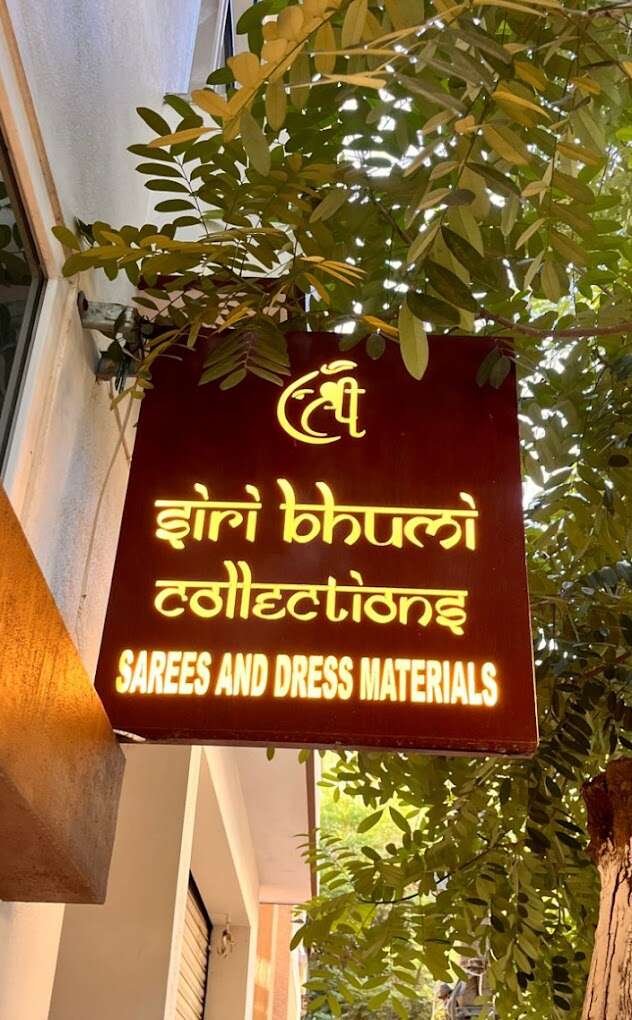 श्री
siri bhumi
collections
SAREES AND DRESS MATERIALS